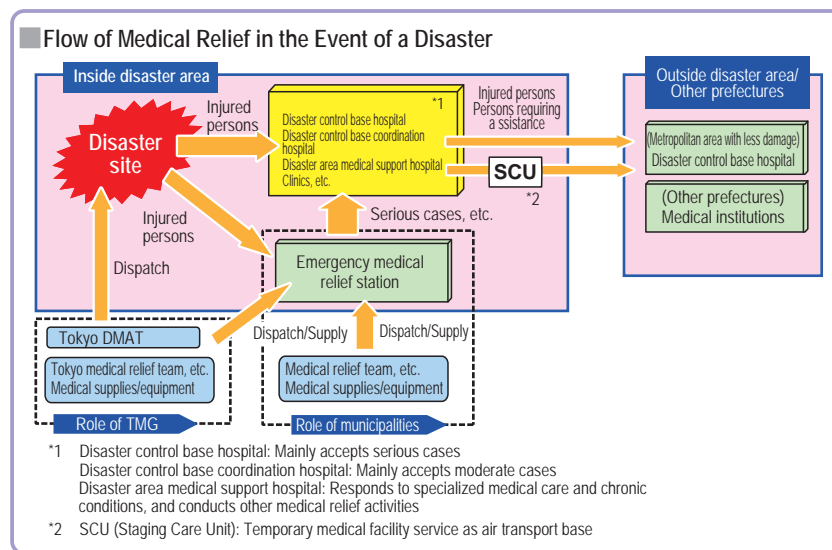 Flow of Medical Relief in the Event of a Disaster
Inside disaster area
Disaster
site
Injured
persons
*1
Disaster control base hospital
Disaster control base coordination
hospital
Disaster area medical support hospital
Clinics, etc.
Injured persons
Persons requiring
a sistance
SCU
*2
Outside disaster area/
Other prefectures
(Metropolitan area with less damage)
Disaster control base hospital
(Other prefectures)
Medical institutions
Injured
persons
Serious cases, etc.
Dispatch
Emergency medical
relief station
Dispatch/Supply
Dispatch/Supply
Tokyo DMAT
Tokyo medical relief team, etc.
Medical supplies/equipment
Role of TMG
Medical relief team, etc.
Medical supplies/equipment
Role of municipalities
*1 Disaster control base hospital: Mainly accepts serious cases
Disaster control base coordination hospital: Mainly accepts moderate cases
Disaster area medical support hospital: Responds to specialized medical care and chronic
conditions, and conducts other medical relief activities
*2 SCU (Staging Care Unit): Temporary medical facility service as air transport base